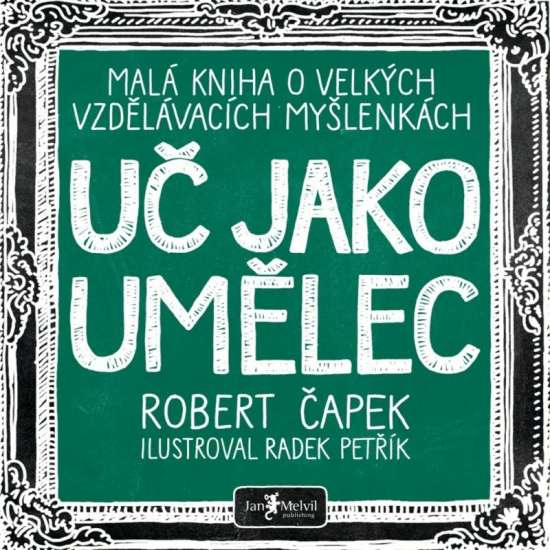 MALÁ KNIHA O VELKÝCH
VZDĚLÁVACÍCH MYŠLENKÁCH
UČ JAKO
UMĚLEC
ROBERT ČAPEK
ILUSTROVAL RADEK PETŘÍK
Jan Melvil
publishing